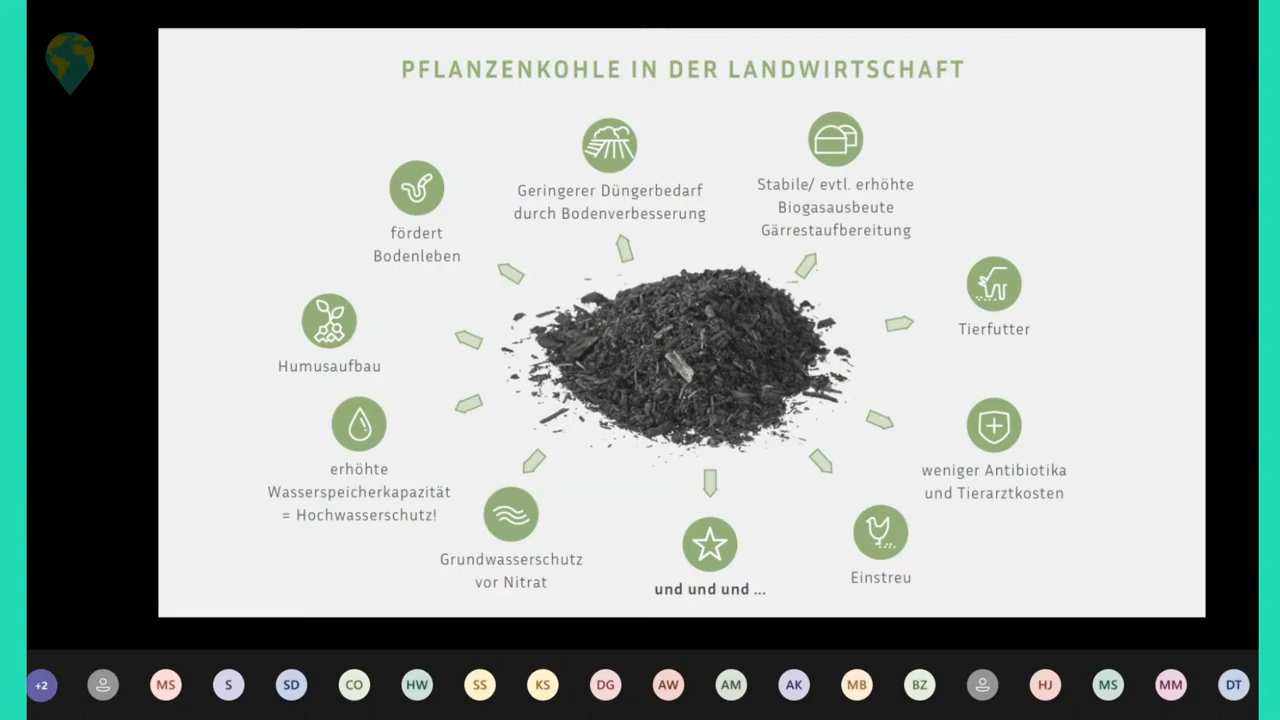 PFLANZENKOHLE IN DER LANDWIRTSCHAFT
Geringerer Düngerbedarf
durch Bodenverbesserung
Stabile/ evtl. erhöhte
Biogasausbeute
Gärrestaufbereitung
fördert
Bodenleben
Tierfutter
Humusaufbau
erhöhte
Wasserspeicherkapazität
= Hochwasserschutz!
weniger Antibiotika
und Tierarztkosten
Grundwasserschutz
vor Nitrat
und und und ...
Einstreu
+2 MS S SD CO HW SS KS DG AW AM AK MB BZ HJ MS MM DT